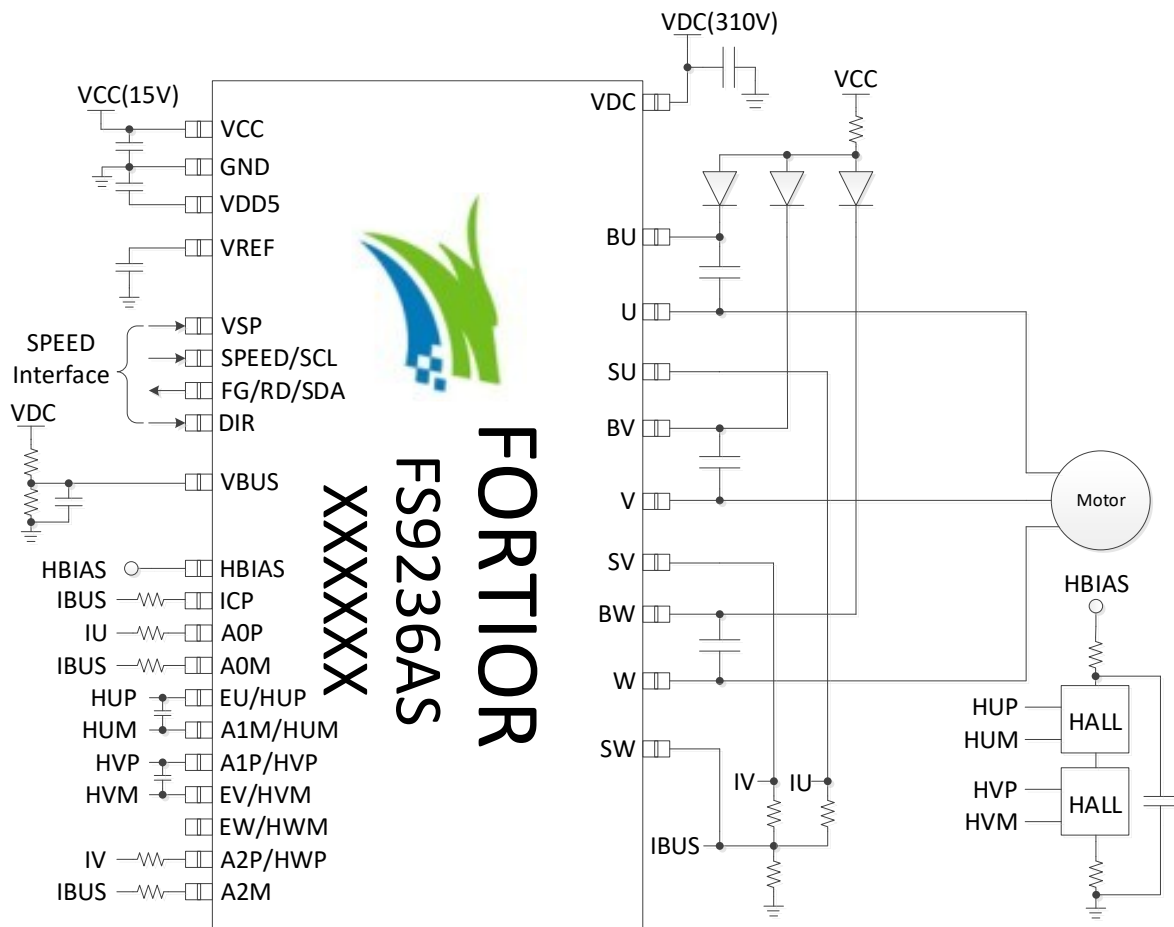 VDC(310V)
VCC(15V)
VCC
VCC
GND
VDD5
VREF
VSP
SPEED/SCL
FG/RD/SDA
DIR
SPEED
Interface
VDC
VBUS
HBIAS
HBIAS
IBUS
ICP
IU
A0P
IBUS
A0M
HUP
EU/HUP
HUM
A1M/HUM
HVP
A1P/HVP
HVM
EV/HVM
EW/HWM
IV
A2P/HWP
IBUS
A2M
FORTIOR
FS9236AS
XXXXXXX
VDC
BU
U
SU
BV
V
SV
BW
W
SW
IV
IU
IBUS
Motor
HBIAS
HUP
HUM
HALL
HVP
HVM
HALL